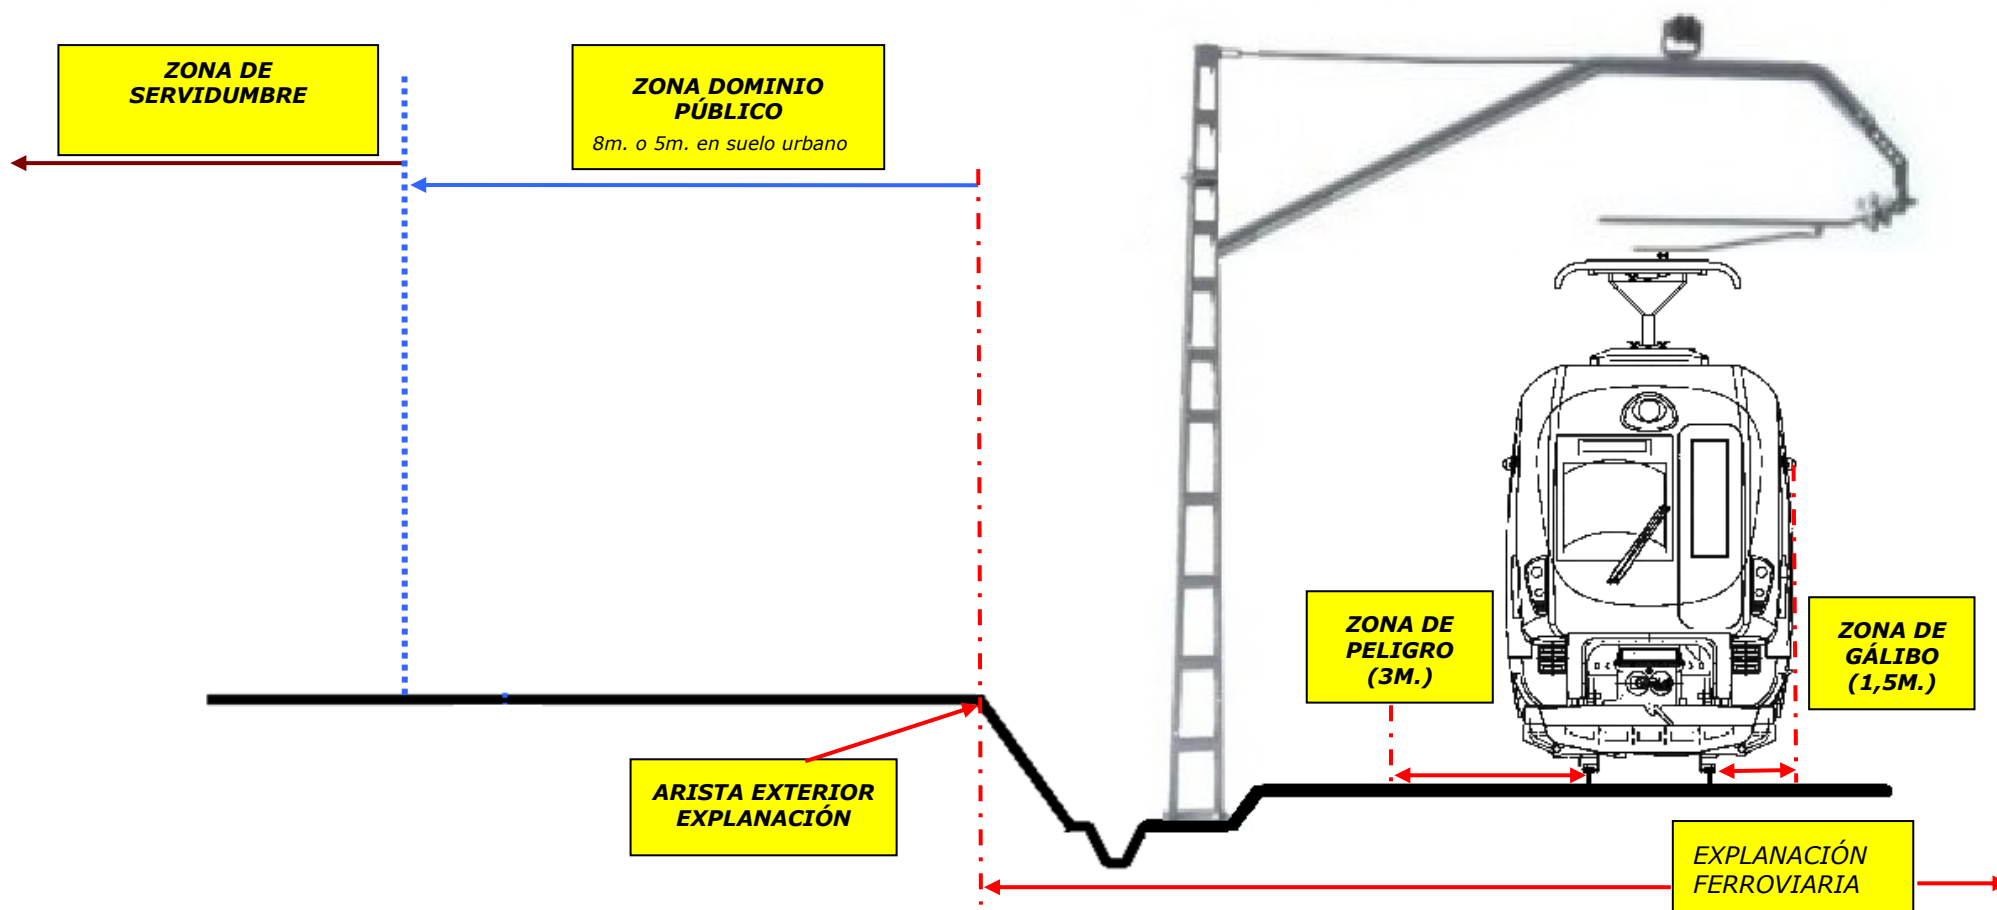 ZONA DE
SERVIDUMBRE
ZONA DOMINIO
PÚBLICO
8m. o 5m. en suelo urbano
ZONA DE
PELIGRO
(3M.)
ZONA DE
GÁLIBO
(1,5M.)
ARISTA EXTERIOR
EXPLANACIÓN
EXPLANACIÓN
FERROVIARIA